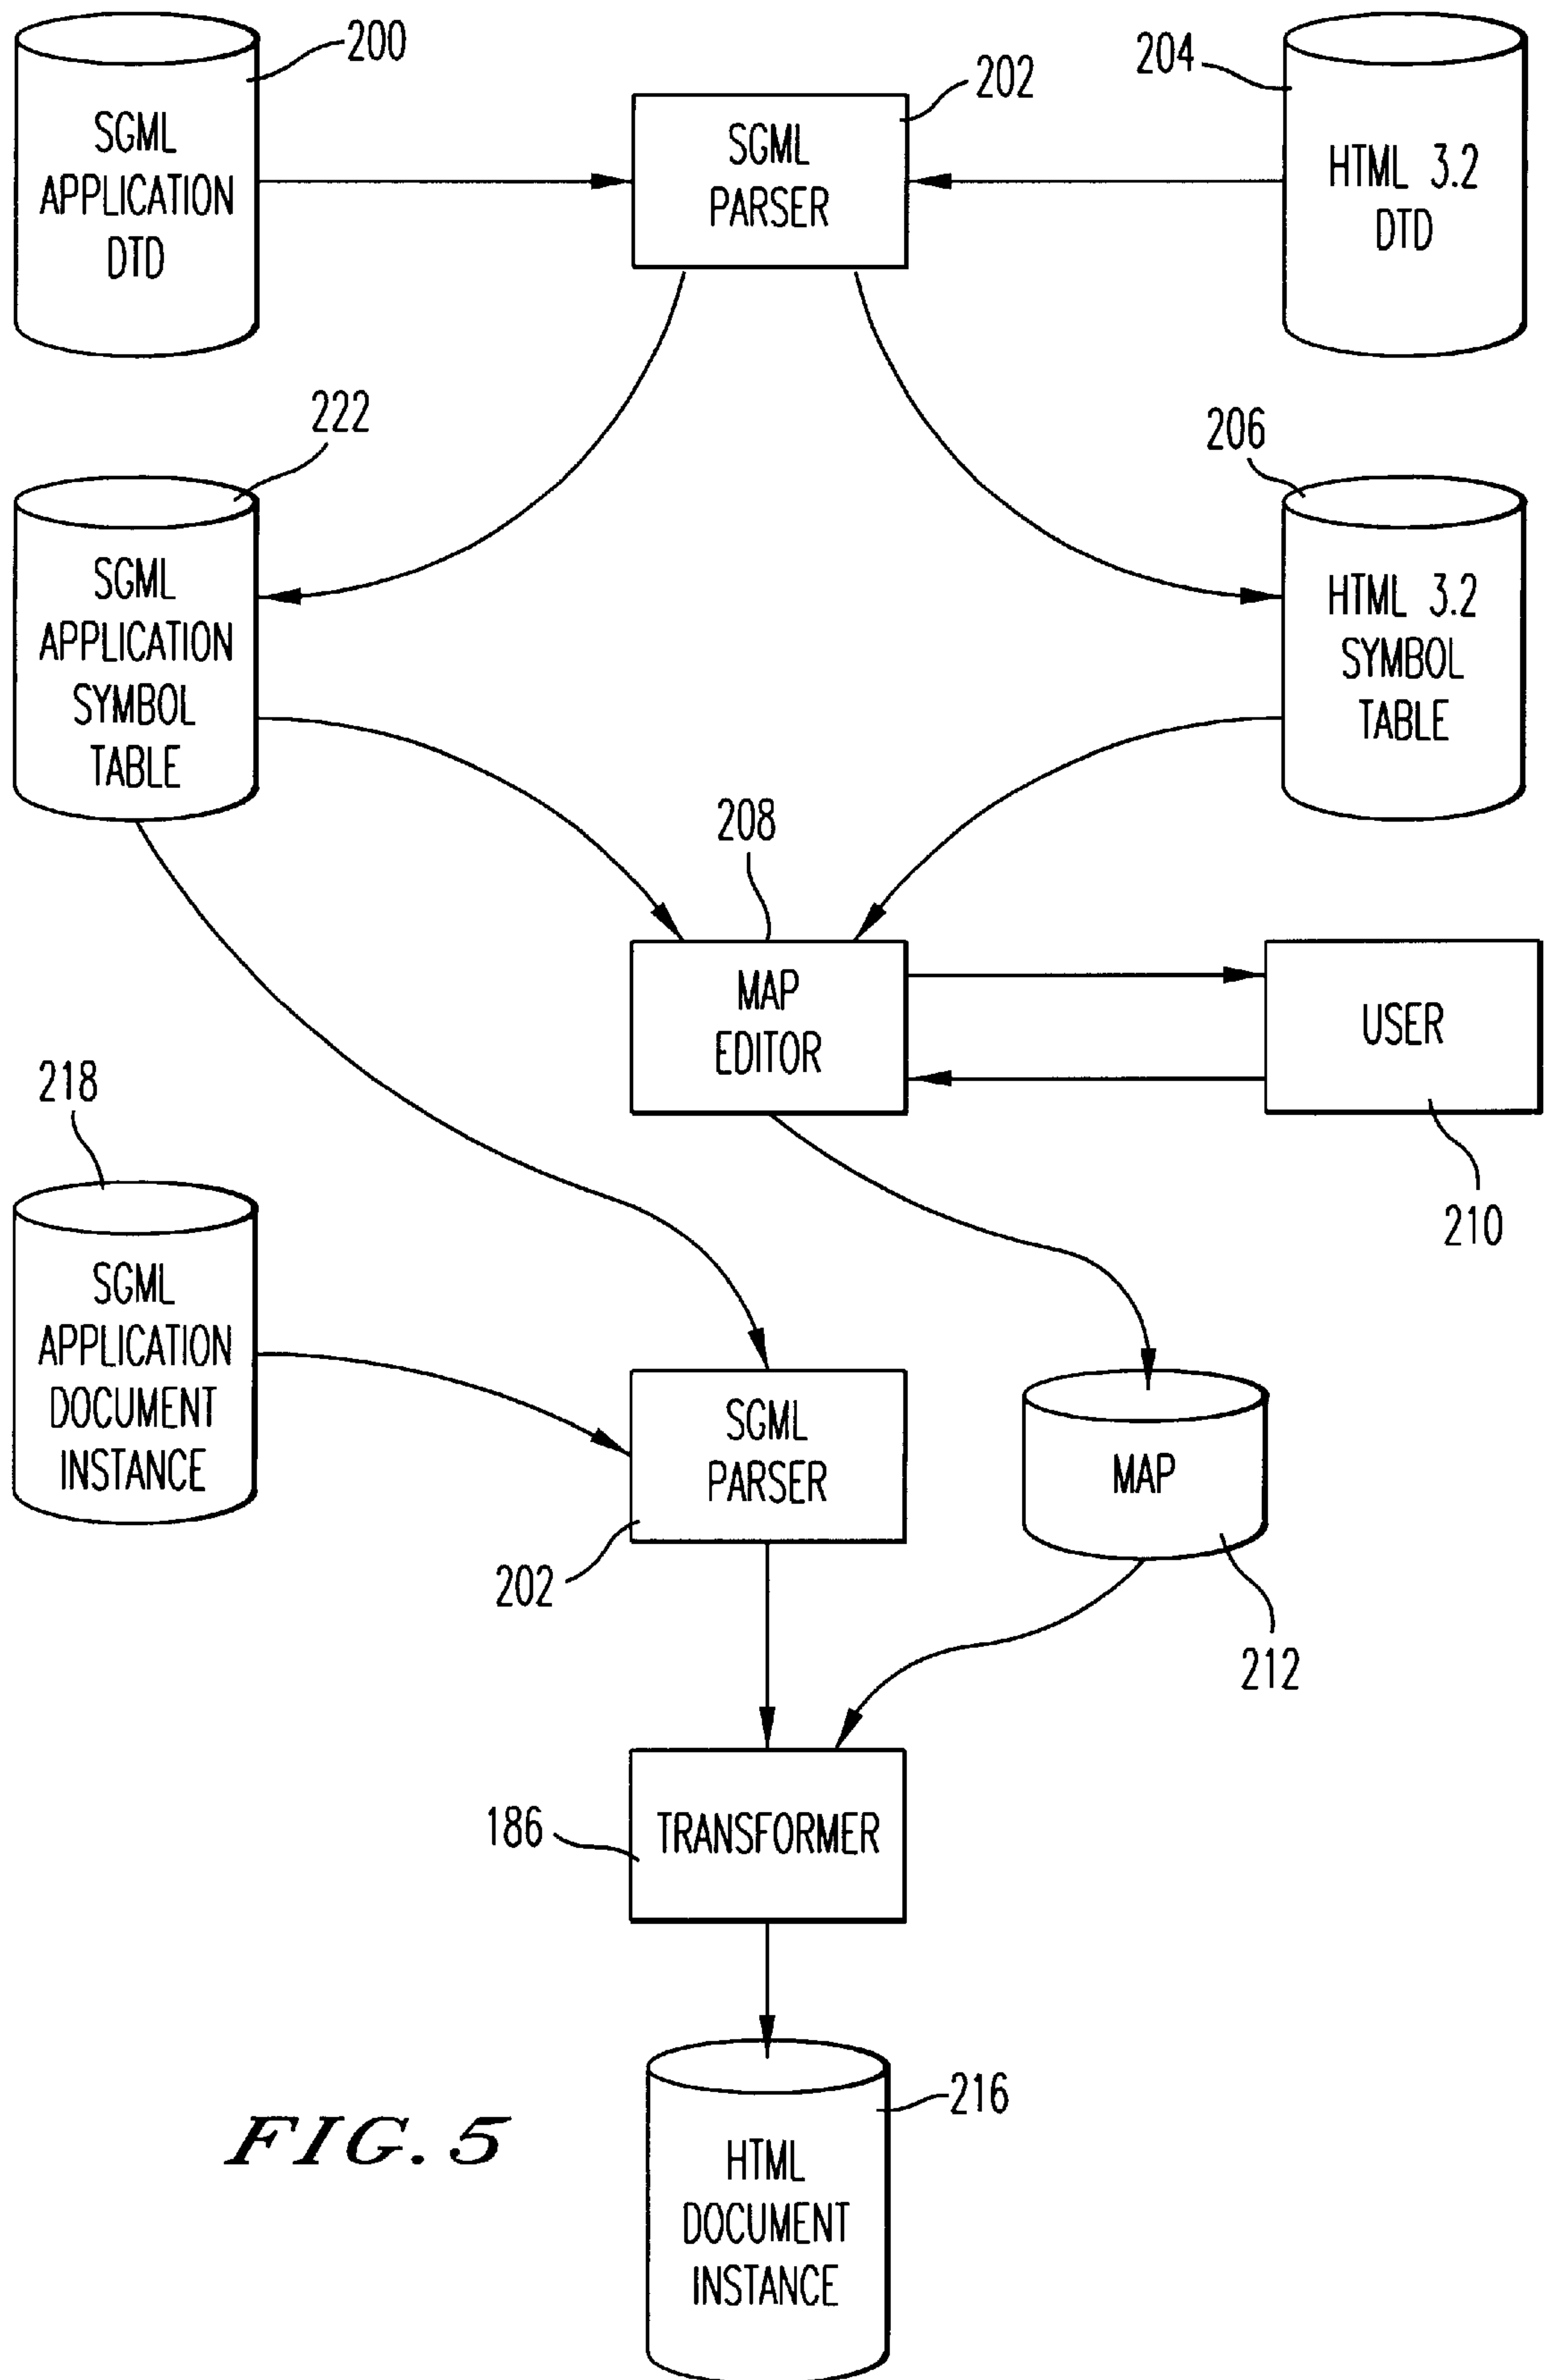 200
SGML
APPLICATION
DTD
202
SGML
PARSER
204
HTML 3.2
DTD
222
SGML
APPLICATION
SYMBOL
TABLE
206
HTML 3.2
SYMBOL
TABLE
208
MAP
EDITOR
USER
210
218
SGML
APPLICATION
DOCUMENT
INSTANCE
SGML
PARSER
202
MAP
212
186
TRANSFORMER
216
HTML
DOCUMENT
INSTANCE
FIG. 5